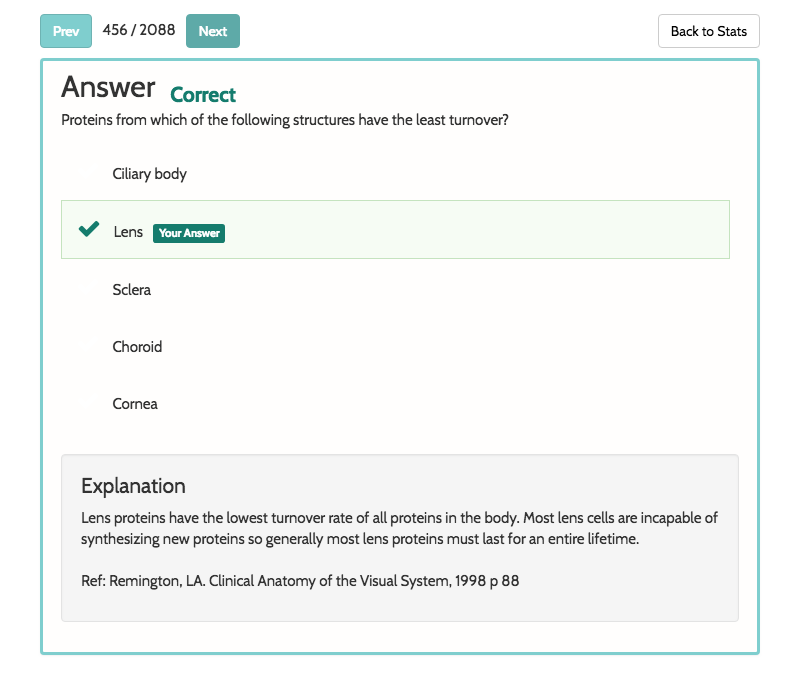 Prev 456 / 2088 Next Back to Stats
Answer Correct
Proteins from which of the following structures have the least turnover?
Ciliary body
Lens Your Answer
Sclera
Choroid
Cornea
Explanation
Lens proteins have the lowest turnover rate of all proteins in the body. Most lens cells are incapable of
synthesizing new proteins so generally most lens proteins must last for an entire lifetime.
Ref: Remington, LA. Clinical Anatomy of the Visual System, 1998 p 88